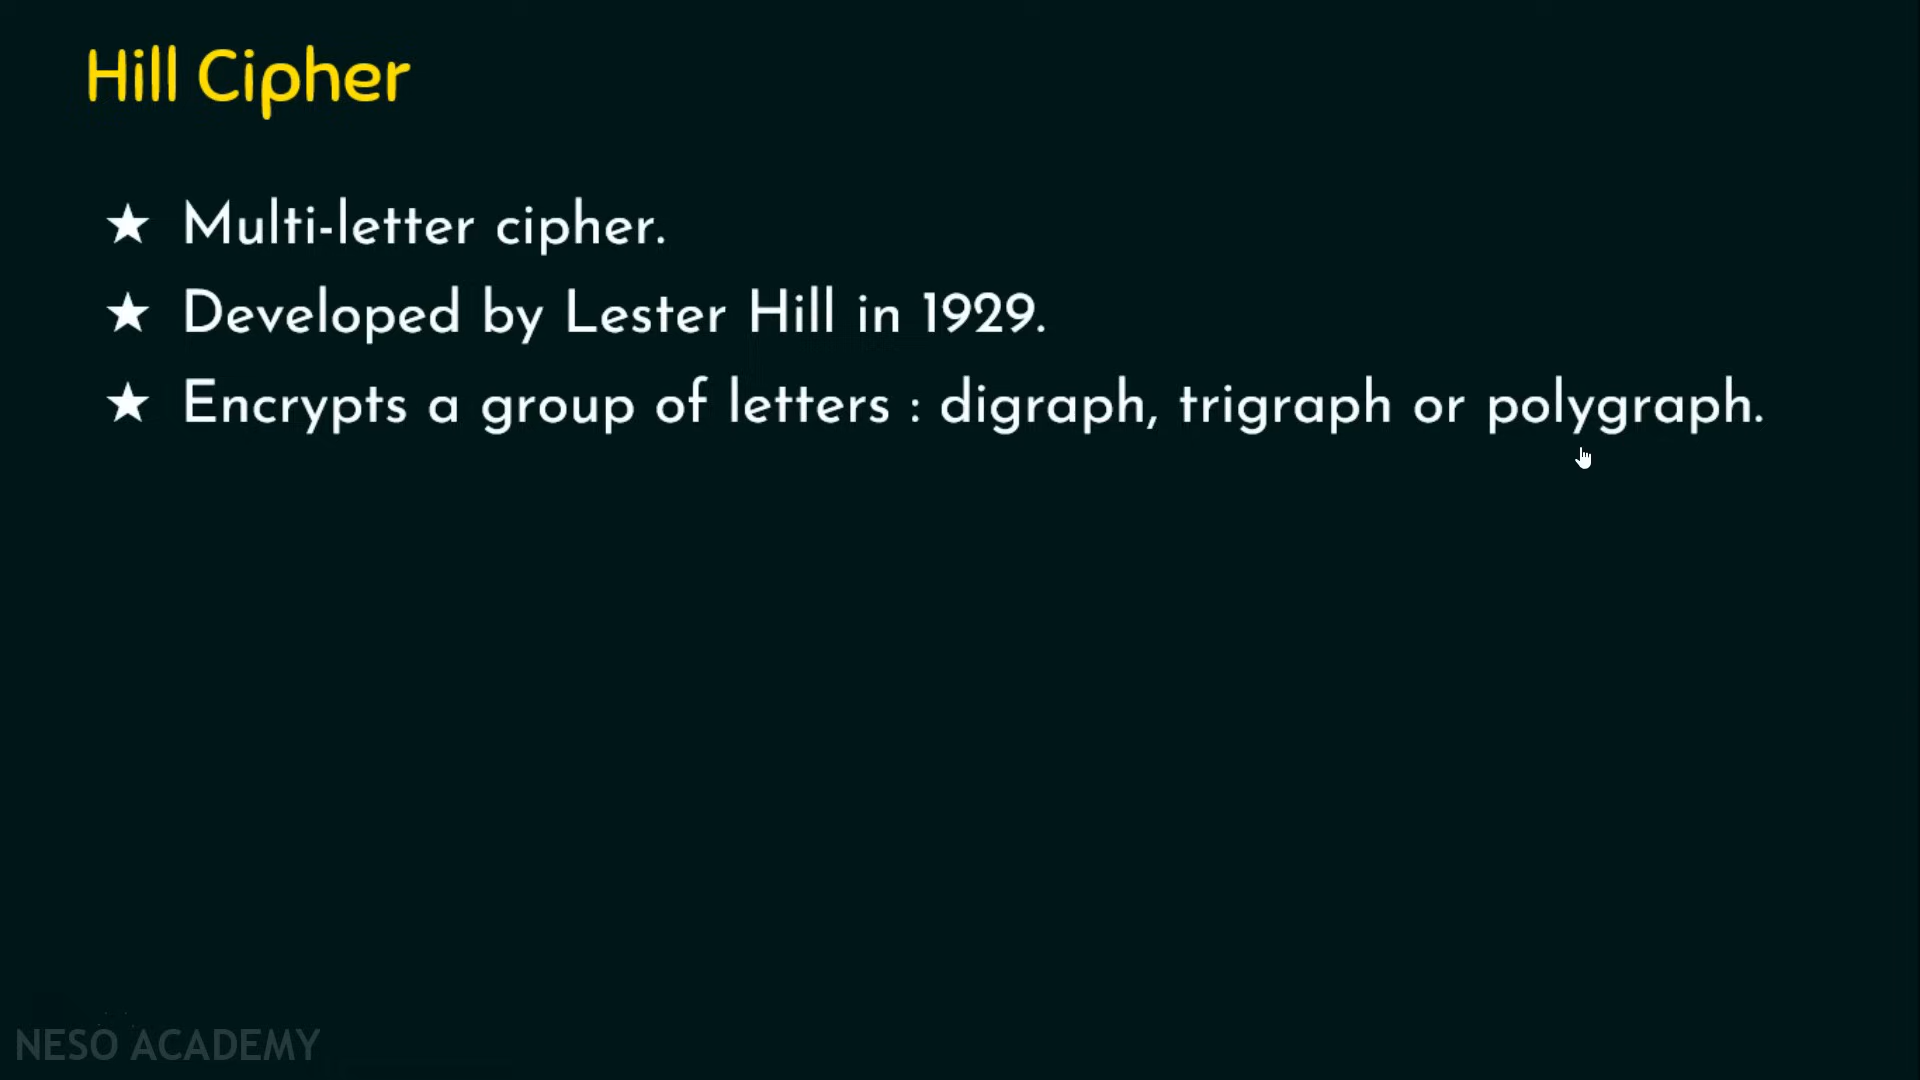 Hill Cipher
★ Multi-letter cipher.
★ Developed by Lester Hill in 1929.
★ Encrypts a group of letters : digraph, trigraph or polygraph.
NESO ACADEMY